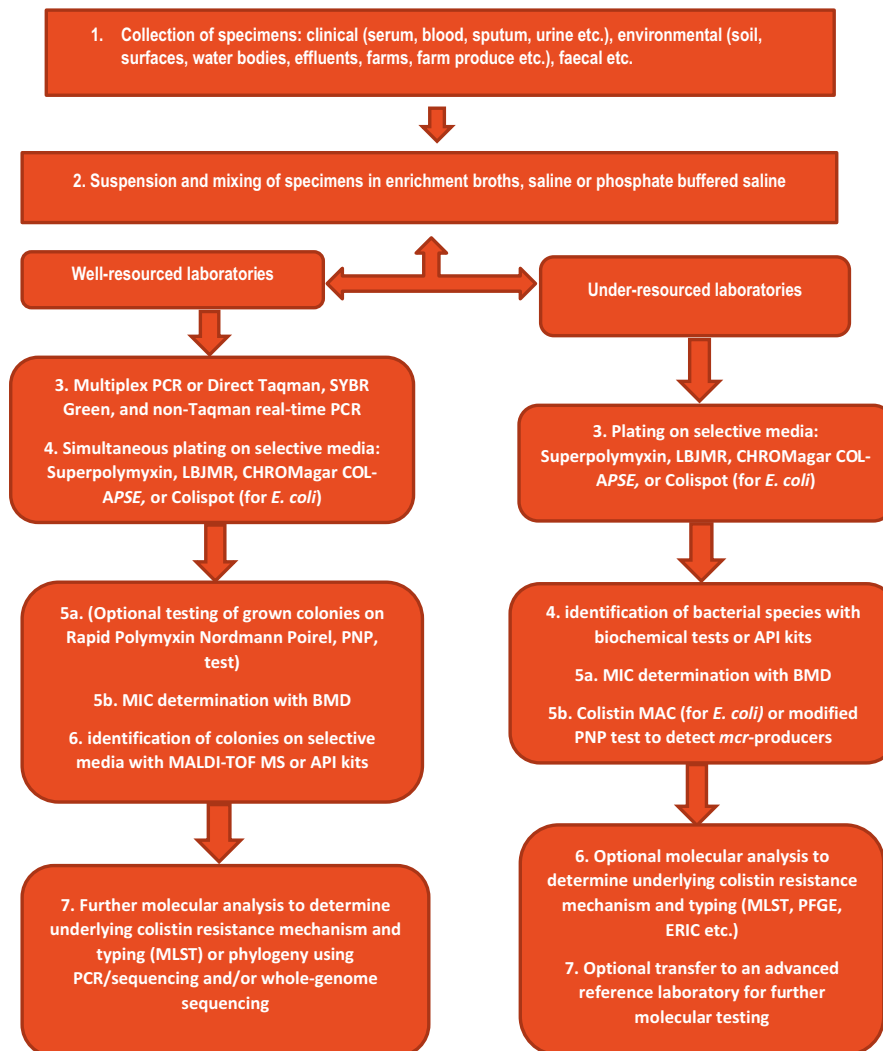 1. Collection of specimens: clinical (serum, blood, sputum, urine etc.), environmental (soil,
surfaces, water bodies, effluents, farms, farm produce etc.), faecal etc.
2. Suspension and mixing of specimens in enrichment broths, saline or phosphate buffered saline
Well-resourced laboratories
Under-resourced laboratories
3. Multiplex PCR or Direct Taqman, SYBR
Green, and non-Taqman real-time PCR
4. Simultaneous plating on selective media:
Superpolymyxin, LBJMR, CHROMagar COL-
APSE, or Colispot (for E. coli)
3. Plating on selective media:
Superpolymyxin, LBJMR, CHROMagar COL-
APSE, or Colispot (for E. coli)
5a. (Optional testing of grown colonies on
Rapid Polymyxin Nordmann Poirel, PNP,
test)
5b. MIC determination with BMD
6. identification of colonies on selective
media with MALDI-TOF MS or API kits
4. identification of bacterial species with
biochemical tests or API kits
5a. MIC determination with BMD
5b. Colistin MAC (for E. coli) or modified
PNP test to detect mcr-producers
7. Further molecular analysis to determine
underlying colistin resistance mechanism and
typing (MLST) or phylogeny using
PCR/sequencing and/or whole-genome
sequencing
6. Optional molecular analysis to
determine underlying colistin resistance
mechanism and typing (MLST, PFGE,
ERIC etc.)
7. Optional transfer to an advanced
reference laboratory for further
molecular testing